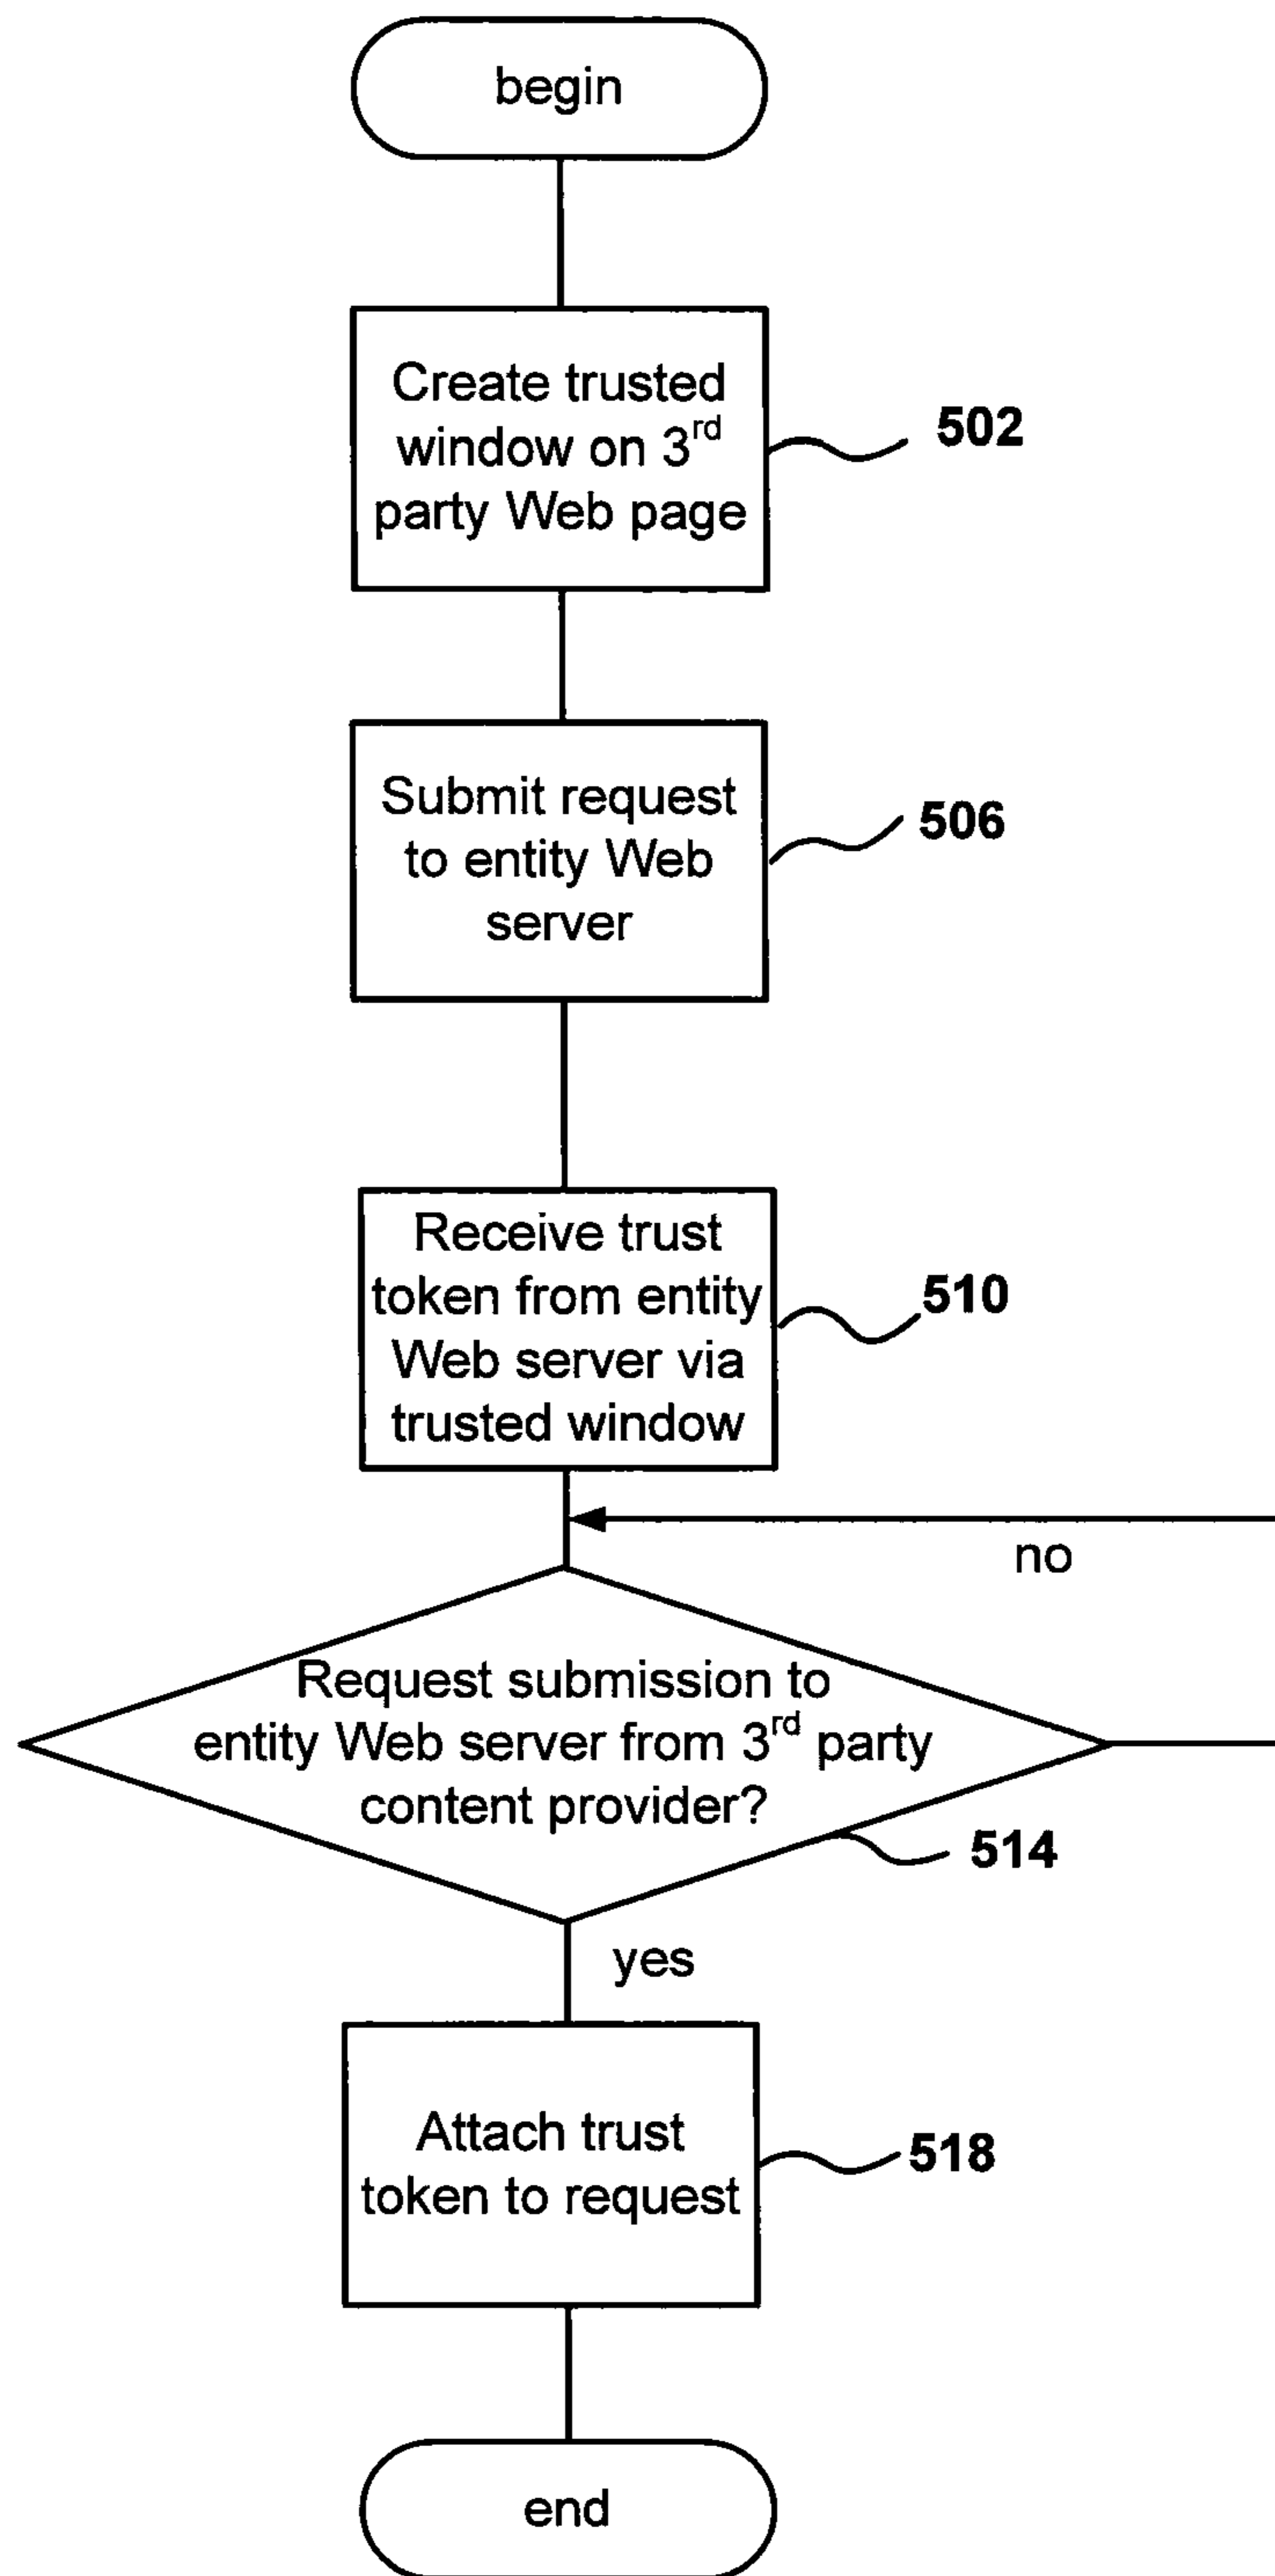 begin
Create trusted
window on 3rd
party Web page
502
Submit request
to entity Web
server
506
Receive trust
token from entity
Web server via
trusted window
510
no
Request submission to
entity Web server from 3rd party
content provider?
514
yes
Attach trust
token to request
518
end